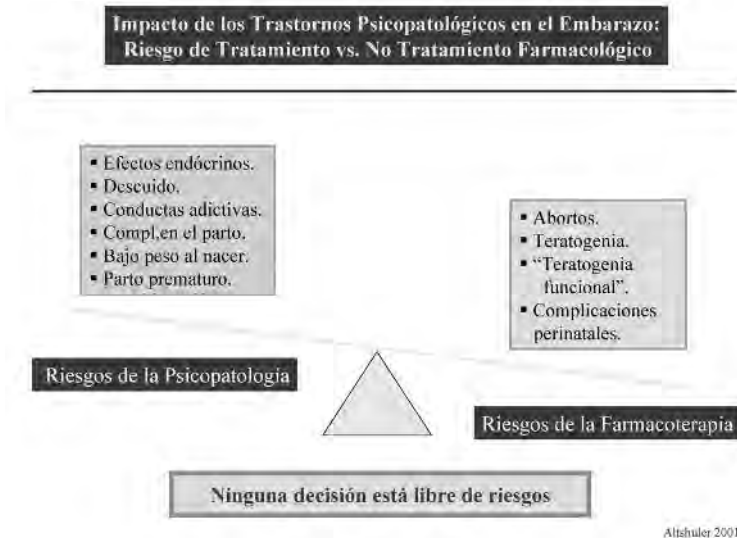 Impacto de los Trastornos Psicopatológicos en el Embarazo:
Riesgo de Tratamiento vs. No Tratamiento Farmacológico
▪ Efectos endócrinos.
▪ Descuido.
▪ Conductas adictivas.
▪ Compl,en el parto.
▪ Bajo peso al nacer.
▪ Parto prematuro.
▪ Abortos.
▪ Teratogenia.
▪ “Teratogenia
funcional”.
▪ Complicaciones
perinatales.
Riesgos de la Psicopatología
Riesgos de la Farmacoterapia
Ninguna decisión está libre de riesgos
Altshuler 2001